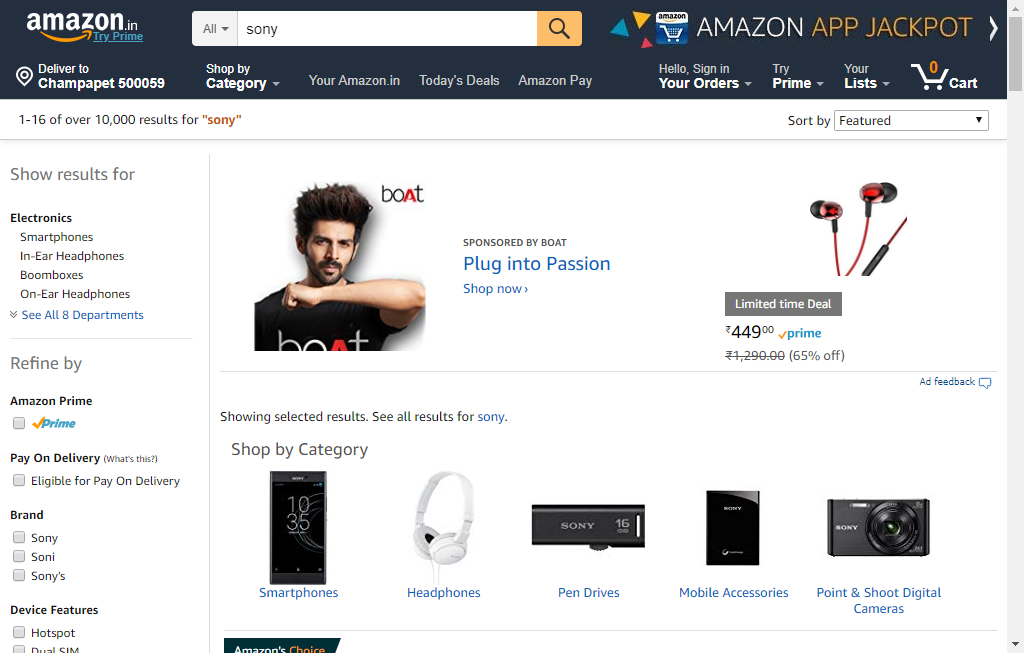 amazon.in
Try Prime
All
sony
amazon
AMAZON APP JACKPOT
Deliver to
Champapet 500059
Shop by
Category
Your Amazon.in
Today's Deals
Amazon Pay
Hello, Sign in
Your Orders
Try
Prime
Your
Lists
0
Cart
1-16 of over 10,000 results for "sony"
Sort by
Featured
Show results for
Electronics
Smartphones
In-Ear Headphones
Boomboxes
On-Ear Headphones
See All 8 Departments
Refine by
Amazon Prime
Prime
Pay On Delivery (What's this?)
Eligible for Pay On Delivery
Brand
Sony
Soni
Sony's
Device Features
Hotspot
Dual SIM
boAt
boAt
SPONSORED BY BOAT
Plug into Passion
Shop now ›
Limited time Deal
₹44900 prime
₹1,290.00 (65% off)
Ad feedback
Showing selected results. See all results for sony.
Shop by Category
SONY
10
35
SONY 16
GB
SONY
SONY
Smartphones
Headphones
Pen Drives
Mobile Accessories
Point & Shoot Digital
Cameras
Amazon's Choice